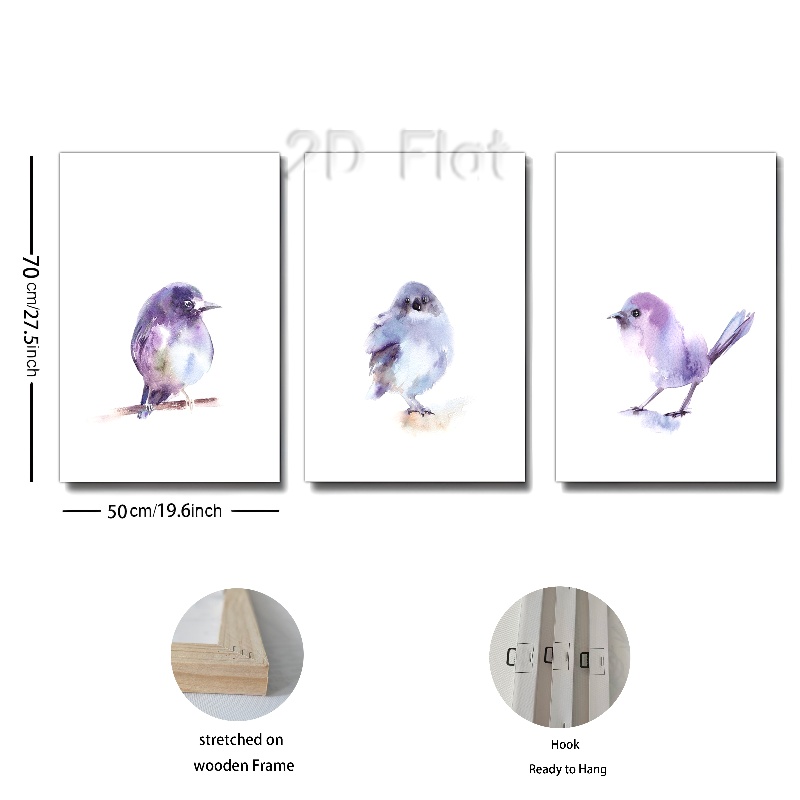 2D Flat
70 cm/27.5inch
50cm/19.6inch
stretched on
wooden Frame
Hook
Ready to Hang